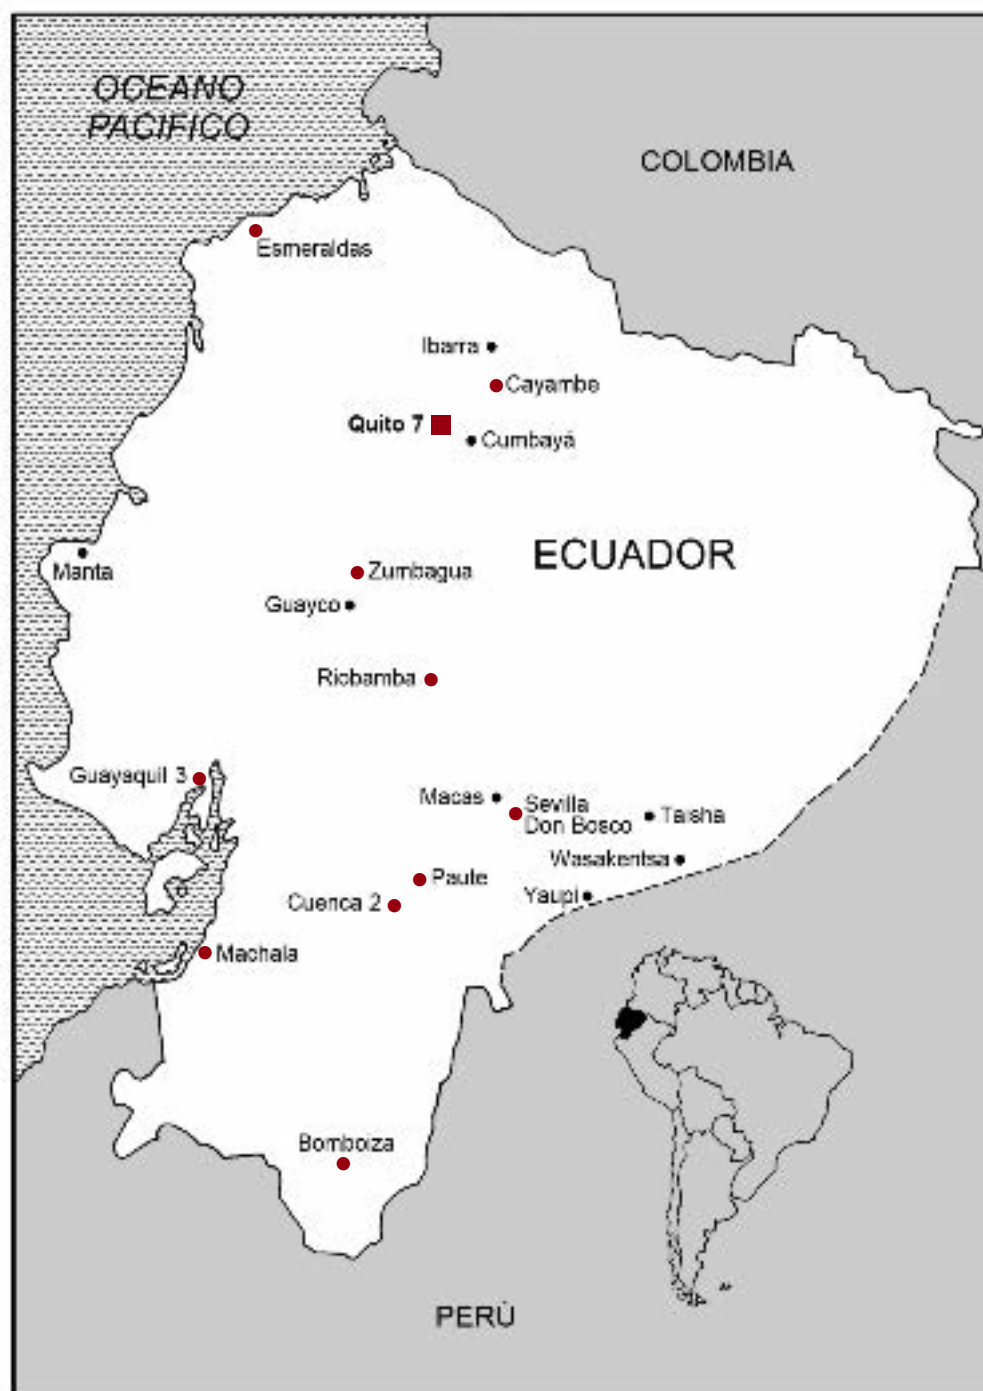 OCEANO
PACIFICO
COLOMBIA
Esmeraldas
Ibarra
Cayambe
Quito 7
Cumbayá
ECUADOR
Manta
Zumbagua
Guayco
Riobamba
Guayaquil 3
Macas
Sevilla
Don Bosco
Taisha
Wasakentsa
Paute
Yaupi
Cuenca 2
Machala
Bomboiza
PERÙ